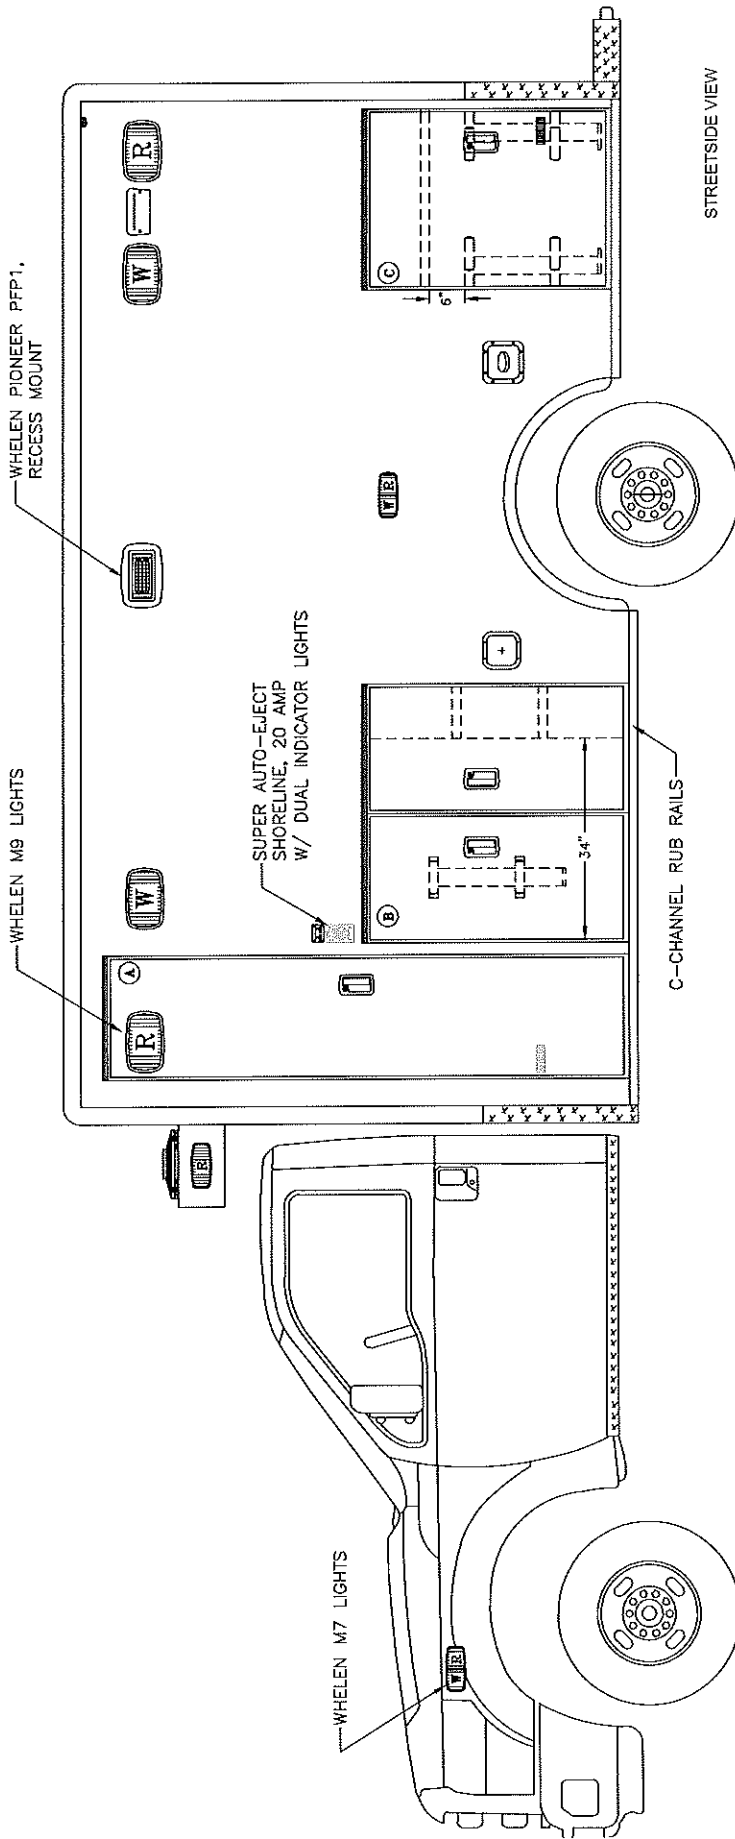 WHELEN M7 LIGHTS
WHELEN M9 LIGHTS
WHELEN PIONEER PFP1,
RECESS MOUNT
SUPER AUTO-EJECT
SHORELINE, 20 AMP
W/ DUAL INDICATOR LIGHTS
C-CHANNEL RUB RAILS
STREETSIDE VIEW
W R
R
R
W
W
R
W R
A
B
C
34"
6"